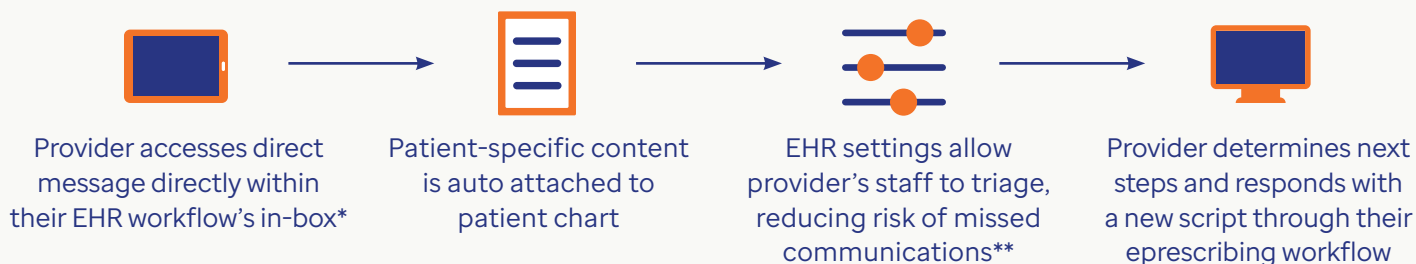 Provider accesses direct
message directly within
their EHR workflow's in-box*
Patient-specific content
is auto attached to
patient chart
EHR settings allow
provider's staff to triage,
reducing risk of missed
communications**
Provider determines next
steps and responds with
a new script through their
eprescribing workflow